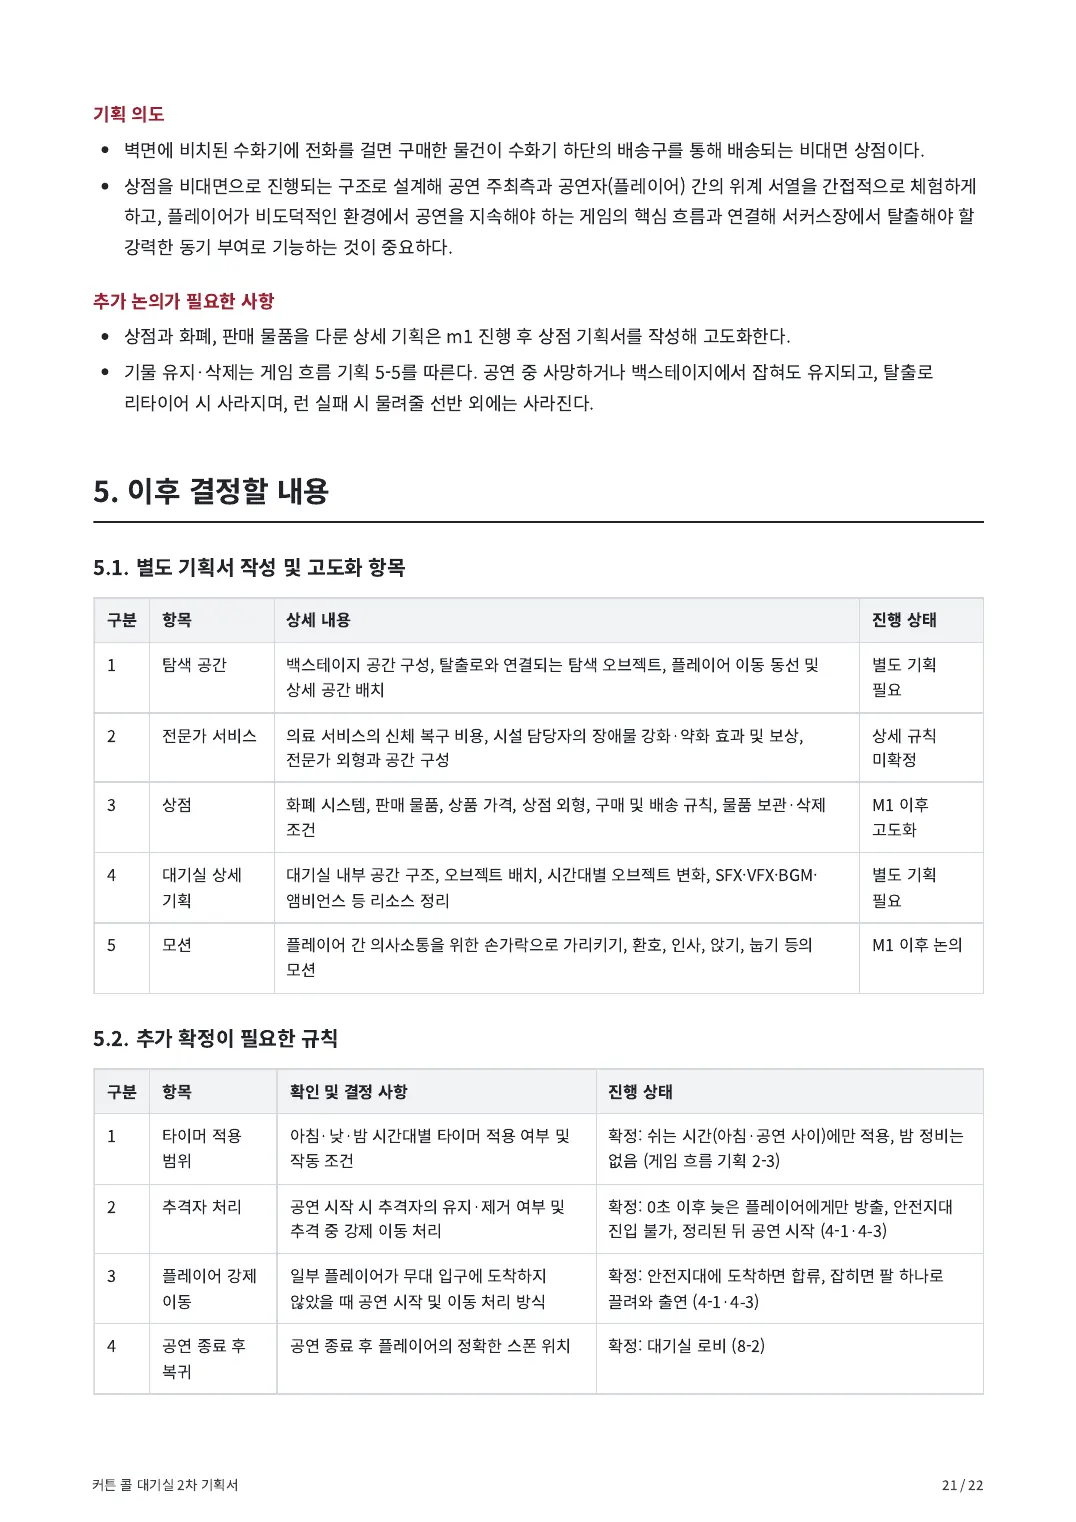 기획 의도
• 벽면에 비치된 수화기에 전화를 걸면 구매한 물건이 수화기 하단의 배송구를 통해 배송되는 비대면 상점이다.
• 상점을 비대면으로 진행되는 구조로 설계해 공연 주최측과 공연자(플레이어) 간의 위계 서열을 간접적으로 체험하게
하고, 플레이어가 비도덕적인 환경에서 공연을 지속해야 하는 게임의 핵심 흐름과 연결해 서커스장에서 탈출해야 할
강력한 동기 부여로 기능하는 것이 중요하다.
추가 논의가 필요한 사항
• 상점과 화폐, 판매 물품을 다룬 상세 기획은 m1 진행 후 상점 기획서를 작성해 고도화한다.
• 기물 유지·삭제는 게임 흐름 기획 5-5를 따른다. 공연 중 사망하거나 백스테이지에서 잡혀도 유지되고, 탈출로
리타이어 시 사라지며, 런 실패 시 물려줄 선반 외에는 사라진다.
5. 이후 결정할 내용
5.1. 별도 기획서 작성 및 고도화 항목
구분 항목 상세 내용 진행 상태
1 탐색 공간 백스테이지 공간 구성, 탈출로와 연결되는 탐색 오브젝트, 플레이어 이동 동선 및 별도 기획
상세 공간 배치 필요
2 전문가 서비스 의료 서비스의 신체 복구 비용, 시설 담당자의 장애물 강화·약화 효과 및 보상, 상세 규칙
전문가 외형과 공간 구성 미확정
3 상점 화폐 시스템, 판매 물품, 상품 가격, 상점 외형, 구매 및 배송 규칙, 물품 보관·삭제 M1 이후
조건 고도화
4 대기실 상세 대기실 내부 공간 구조, 오브젝트 배치, 시간대별 오브젝트 변화, SFX·VFX·BGM· 별도 기획
기획 앰비언스 등 리소스 정리 필요
5 모션 플레이어 간 의사소통을 위한 손가락으로 가리키기, 환호, 인사, 앉기, 눕기 등의 M1 이후 논의
모션
5.2. 추가 확정이 필요한 규칙
구분 항목 확인 및 결정 사항 진행 상태
1 타이머 적용 아침·낮·밤 시간대별 타이머 적용 여부 및 확정: 쉬는 시간(아침·공연 사이)에만 적용, 밤 정비는
범위 작동 조건 없음 (게임 흐름 기획 2-3)
2 추격자 처리 공연 시작 시 추격자의 유지·제거 여부 및 확정: 0초 이후 늦은 플레이어에게만 방출, 안전지대
추격 중 강제 이동 처리 진입 불가, 정리된 뒤 공연 시작 (4-1·4-3)
3 플레이어 강제 일부 플레이어가 무대 입구에 도착하지 확정: 안전지대에 도착하면 합류, 잡히면 팔 하나로
이동 않았을 때 공연 시작 및 이동 처리 방식 끌려와 출연 (4-1·4-3)
4 공연 종료 후 공연 종료 후 플레이어의 정확한 스폰 위치 확정: 대기실 로비 (8-2)
복귀
커튼 콜 대기실 2차 기획서 21 / 22